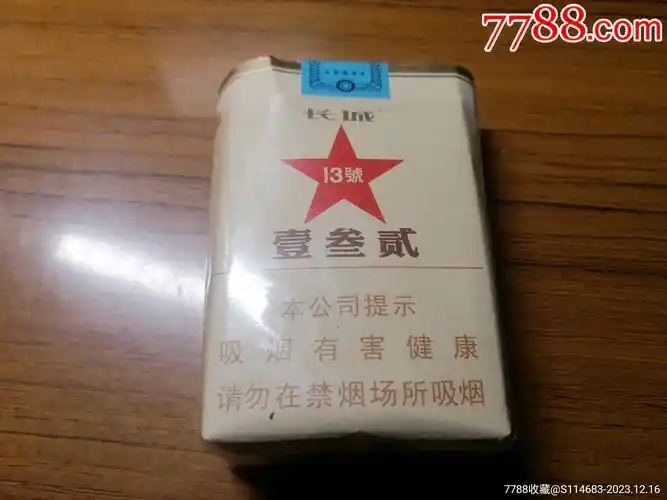 7788.com
长城
13號
壹叁贰
本公司提示
吸烟有害健康
请勿在禁烟场所吸烟
7788收藏@S114683-2023.12.16